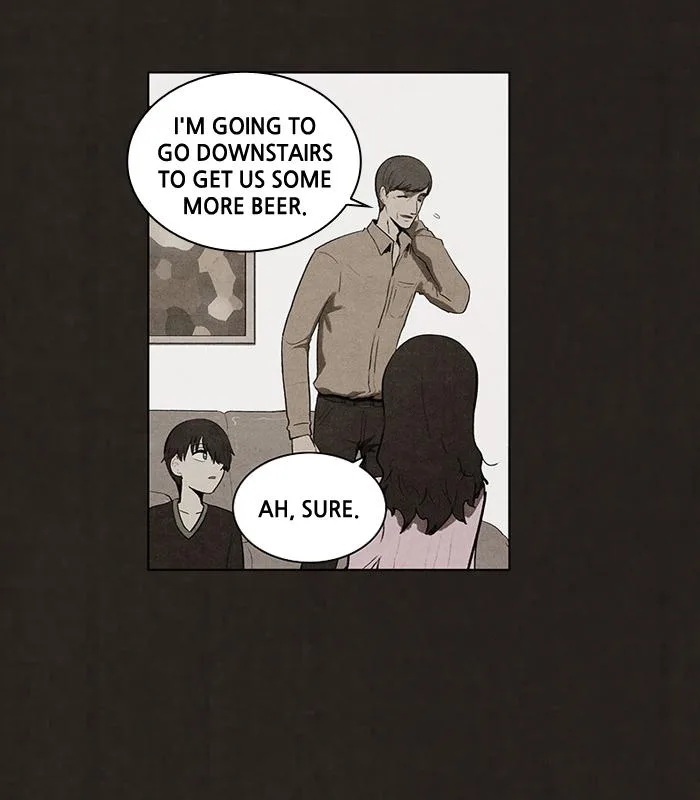 I'M GOING TO
GO DOWNSTAIRS
TO GET US SOME
MORE BEER.
AH, SURE.